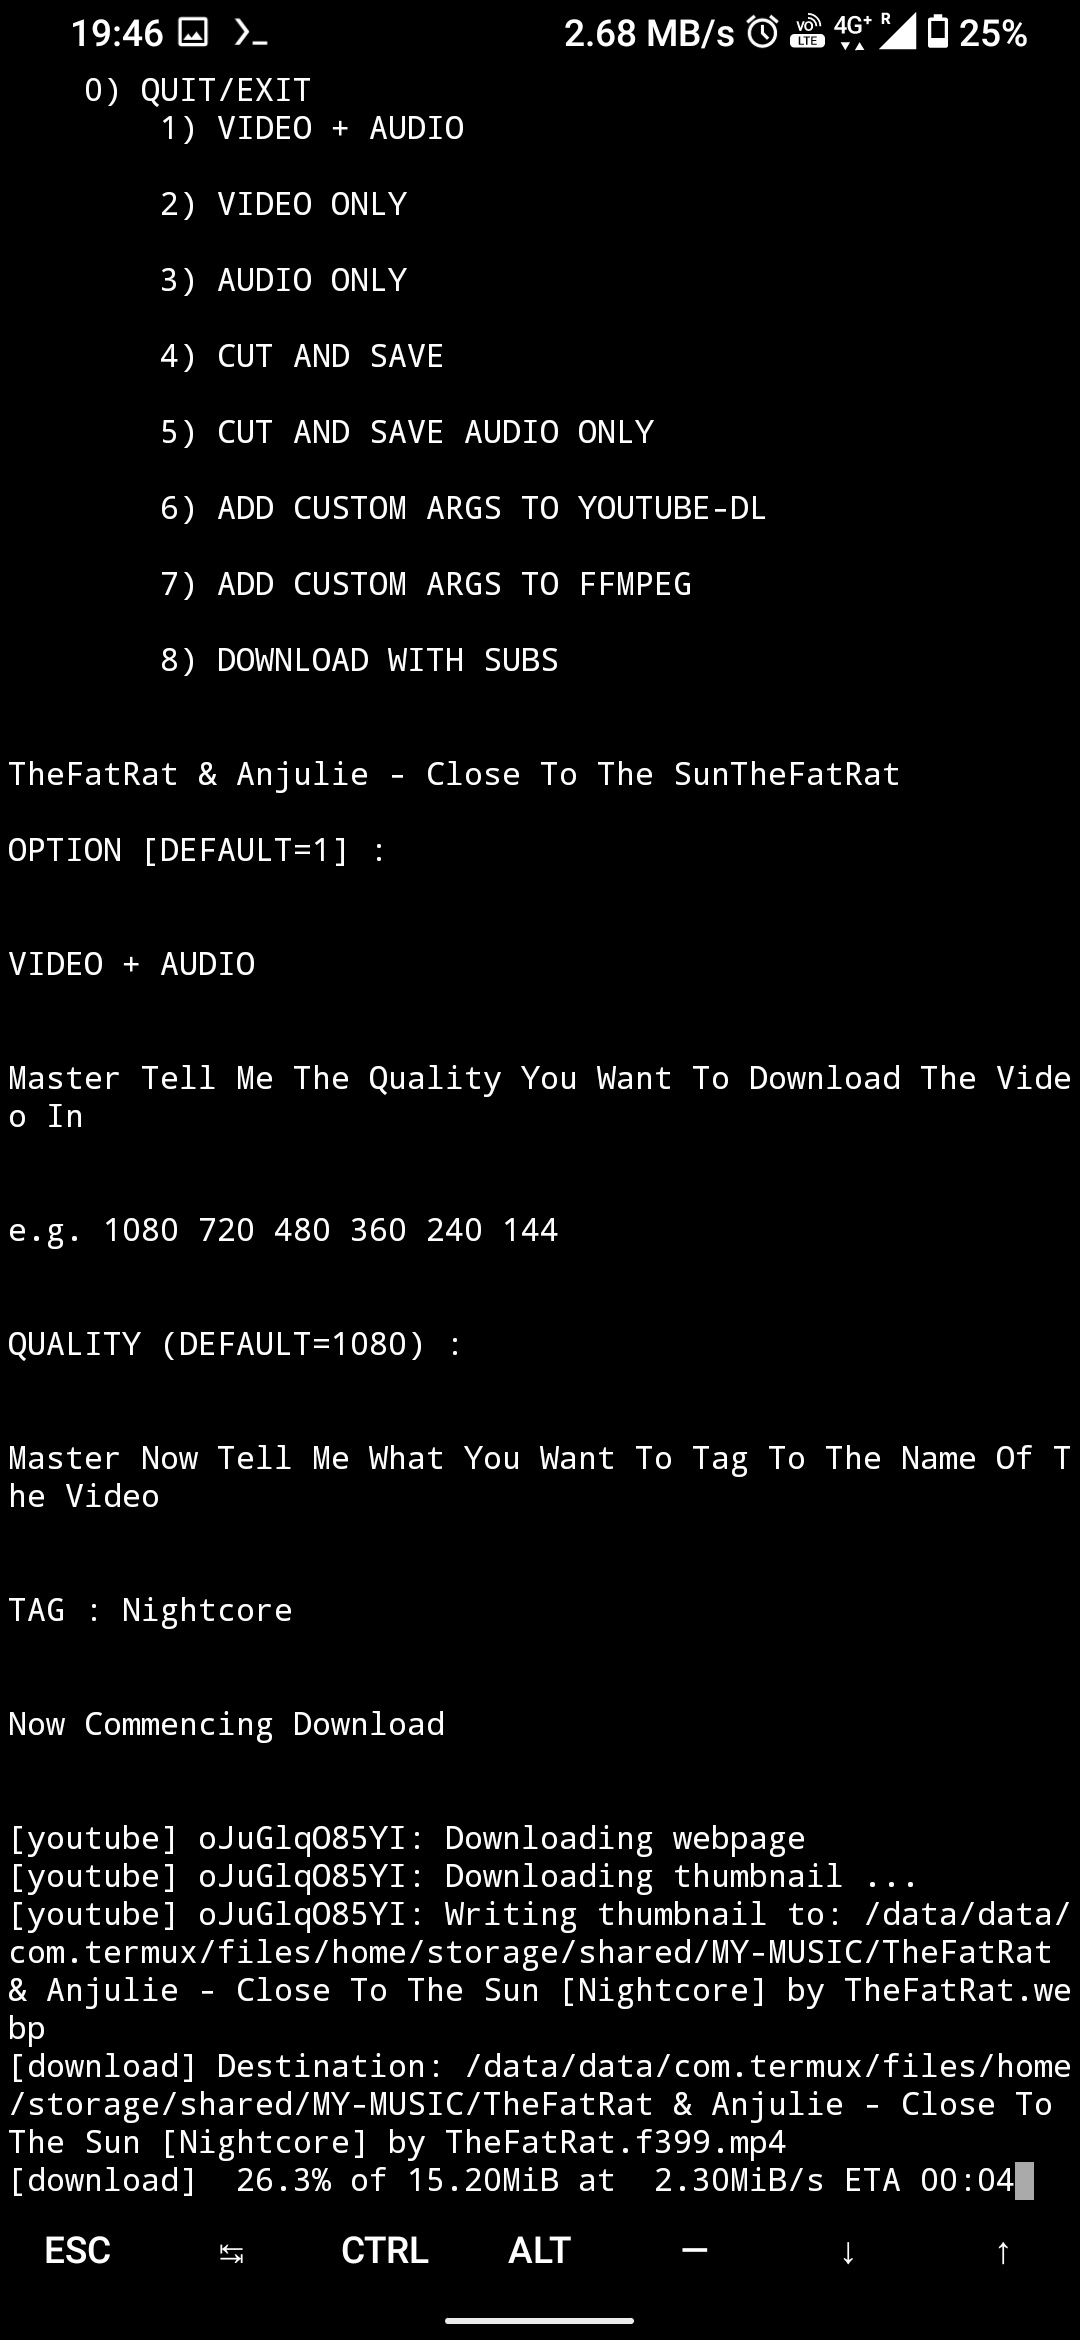 19:46 2.68 MB/s VO LTE 4G+ R 25%
0) QUIT/EXIT
1) VIDEO + AUDIO
2) VIDEO ONLY
3) AUDIO ONLY
4) CUT AND SAVE
5) CUT AND SAVE AUDIO ONLY
6) ADD CUSTOM ARGS TO YOUTUBE-DL
7) ADD CUSTOM ARGS TO FFMPEG
8) DOWNLOAD WITH SUBS
TheFatRat & Anjulie - Close To The SunTheFatRat
OPTION [DEFAULT=1] :
VIDEO + AUDIO
Master Tell Me The Quality You Want To Download The Vide
o In
e.g. 1080 720 480 360 240 144
QUALITY (DEFAULT=1080) :
Master Now Tell Me What You Want To Tag To The Name Of T
he Video
TAG : Nightcore
Now Commencing Download
[youtube] oJuGlqO85YI: Downloading webpage
[youtube] oJuGlqO85YI: Downloading thumbnail ...
[youtube] oJuGlqO85YI: Writing thumbnail to: /data/data/
com.termux/files/home/storage/shared/MY-MUSIC/TheFatRat
& Anjulie - Close To The Sun [Nightcore] by TheFatRat.we
bp
[download] Destination: /data/data/com.termux/files/home
/storage/shared/MY-MUSIC/TheFatRat & Anjulie - Close To
The Sun [Nightcore] by TheFatRat.f399.mp4
[download]  26.3% of 15.20MiB at  2.30MiB/s ETA 00:04
ESC ↹ CTRL ALT — ↓ ↑